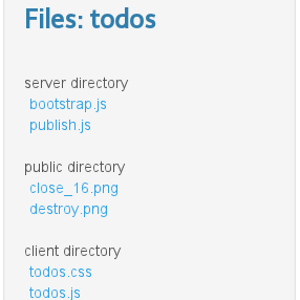 Files: todos
server directory
bootstrap.js
publish.js
public directory
close_16.png
destroy.png
client directory
todos.css
todos.js